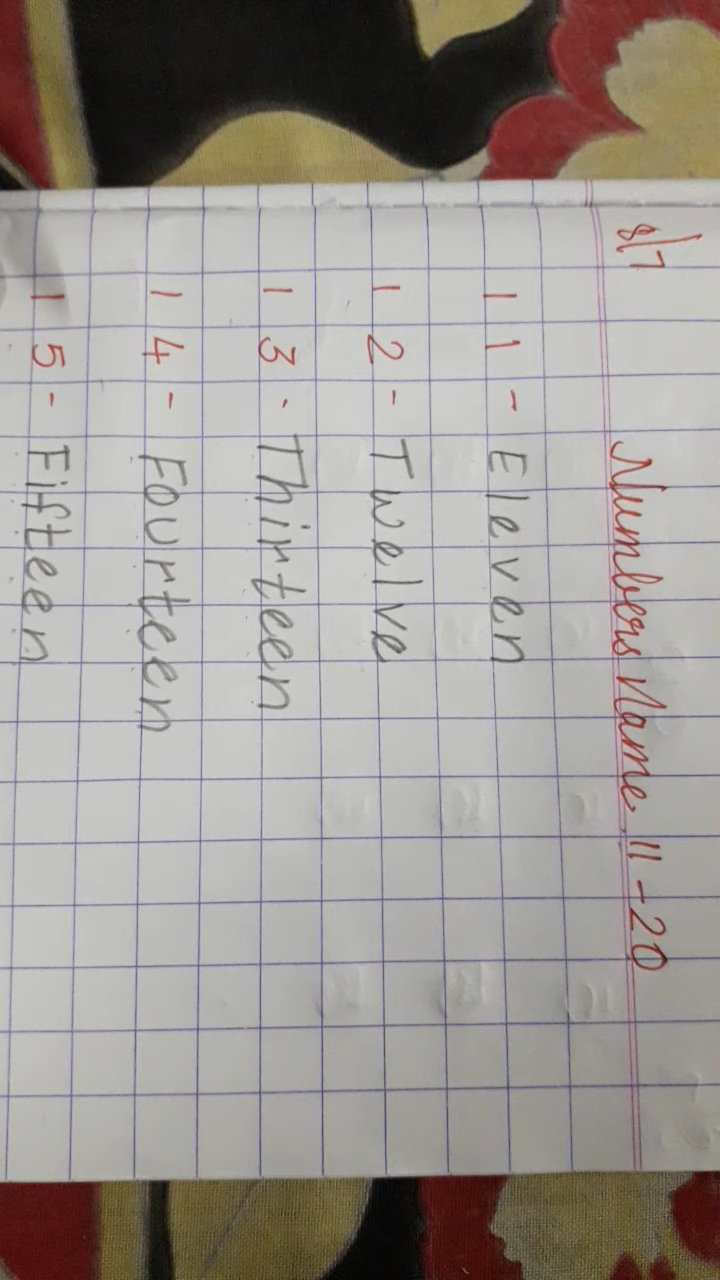 8/7
Numbers Name 11-20
11 - Eleven
12 - Twelve
13 - Thirteen
14 - Fourteen
15 - Fifteen